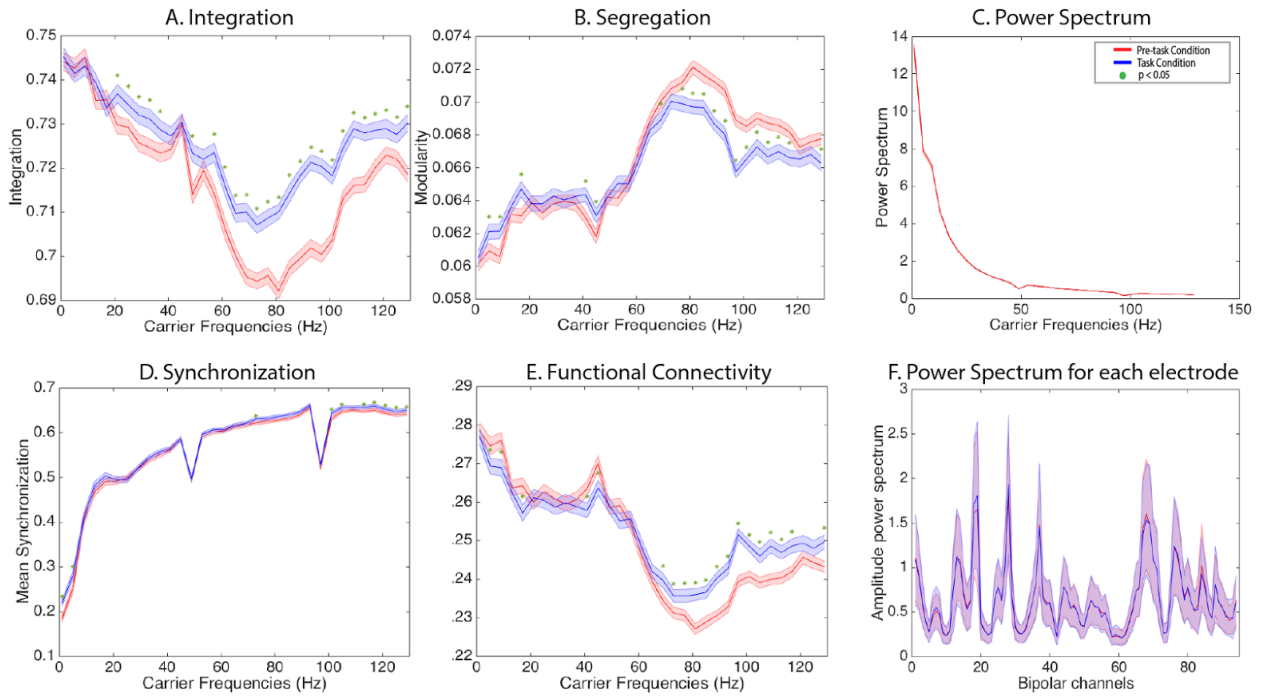 A. Integration
0.75
0.74
0.73
0.72
0.71
0.7
0.69
Integration
0 20 40 60 80 100 120
Carrier Frequencies (Hz)
B. Segregation
0.074
0.072
0.07
0.068
0.066
0.064
0.062
0.06
0.058
Modularity
0 20 40 60 80 100 120
Carrier Frequencies (Hz)
C. Power Spectrum
14
12
10
8
6
4
2
0
Power Spectrum
Pre-task Condition
Task Condition
p < 0.05
0 50 100 150
Carrier Frequencies (Hz)
D. Synchronization
0.7
0.6
0.5
0.4
0.3
0.2
0.1
Mean Synchronization
0 20 40 60 80 100 120
Carrier Frequencies (Hz)
E. Functional Connectivity
.29
.28
.27
.26
.25
.24
.23
.22
0 20 40 60 80 100 120
Carrier Frequencies (Hz)
F. Power Spectrum for each electrode
3
2.5
2
1.5
1
0.5
0
Amplitude power spectrum
0 20 40 60 80
Bipolar channels